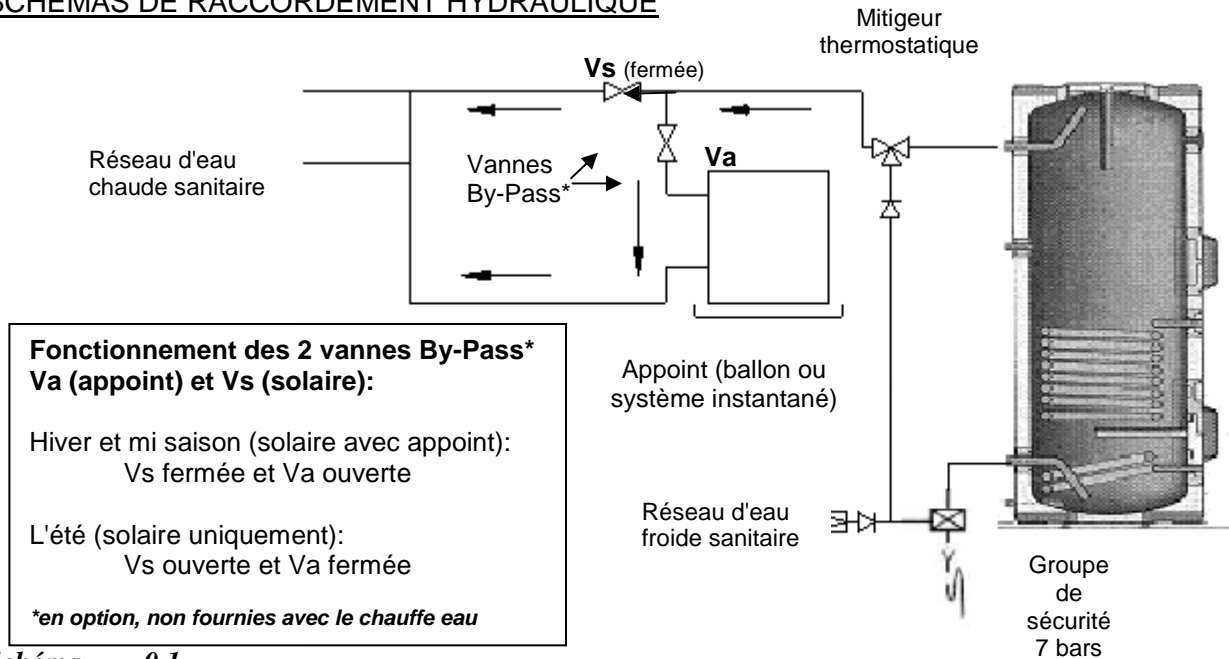 SCHEMAS DE RACCORDEMENT HYDRAULIQUE
Mitigeur
thermostatique
Vs (fermée)
Réseau d'eau
chaude sanitaire
Vannes
By-Pass*
Va
Fonctionnement des 2 vannes By-Pass*
Va (appoint) et Vs (solaire):
Hiver et mi saison (solaire avec appoint):
Vs fermée et Va ouverte
L'été (solaire uniquement):
Vs ouverte et Va fermée
*en option, non fournies avec le chauffe eau
Appoint (ballon ou
système instantané)
Réseau d'eau
froide sanitaire
Groupe
de
sécurité
7 bars